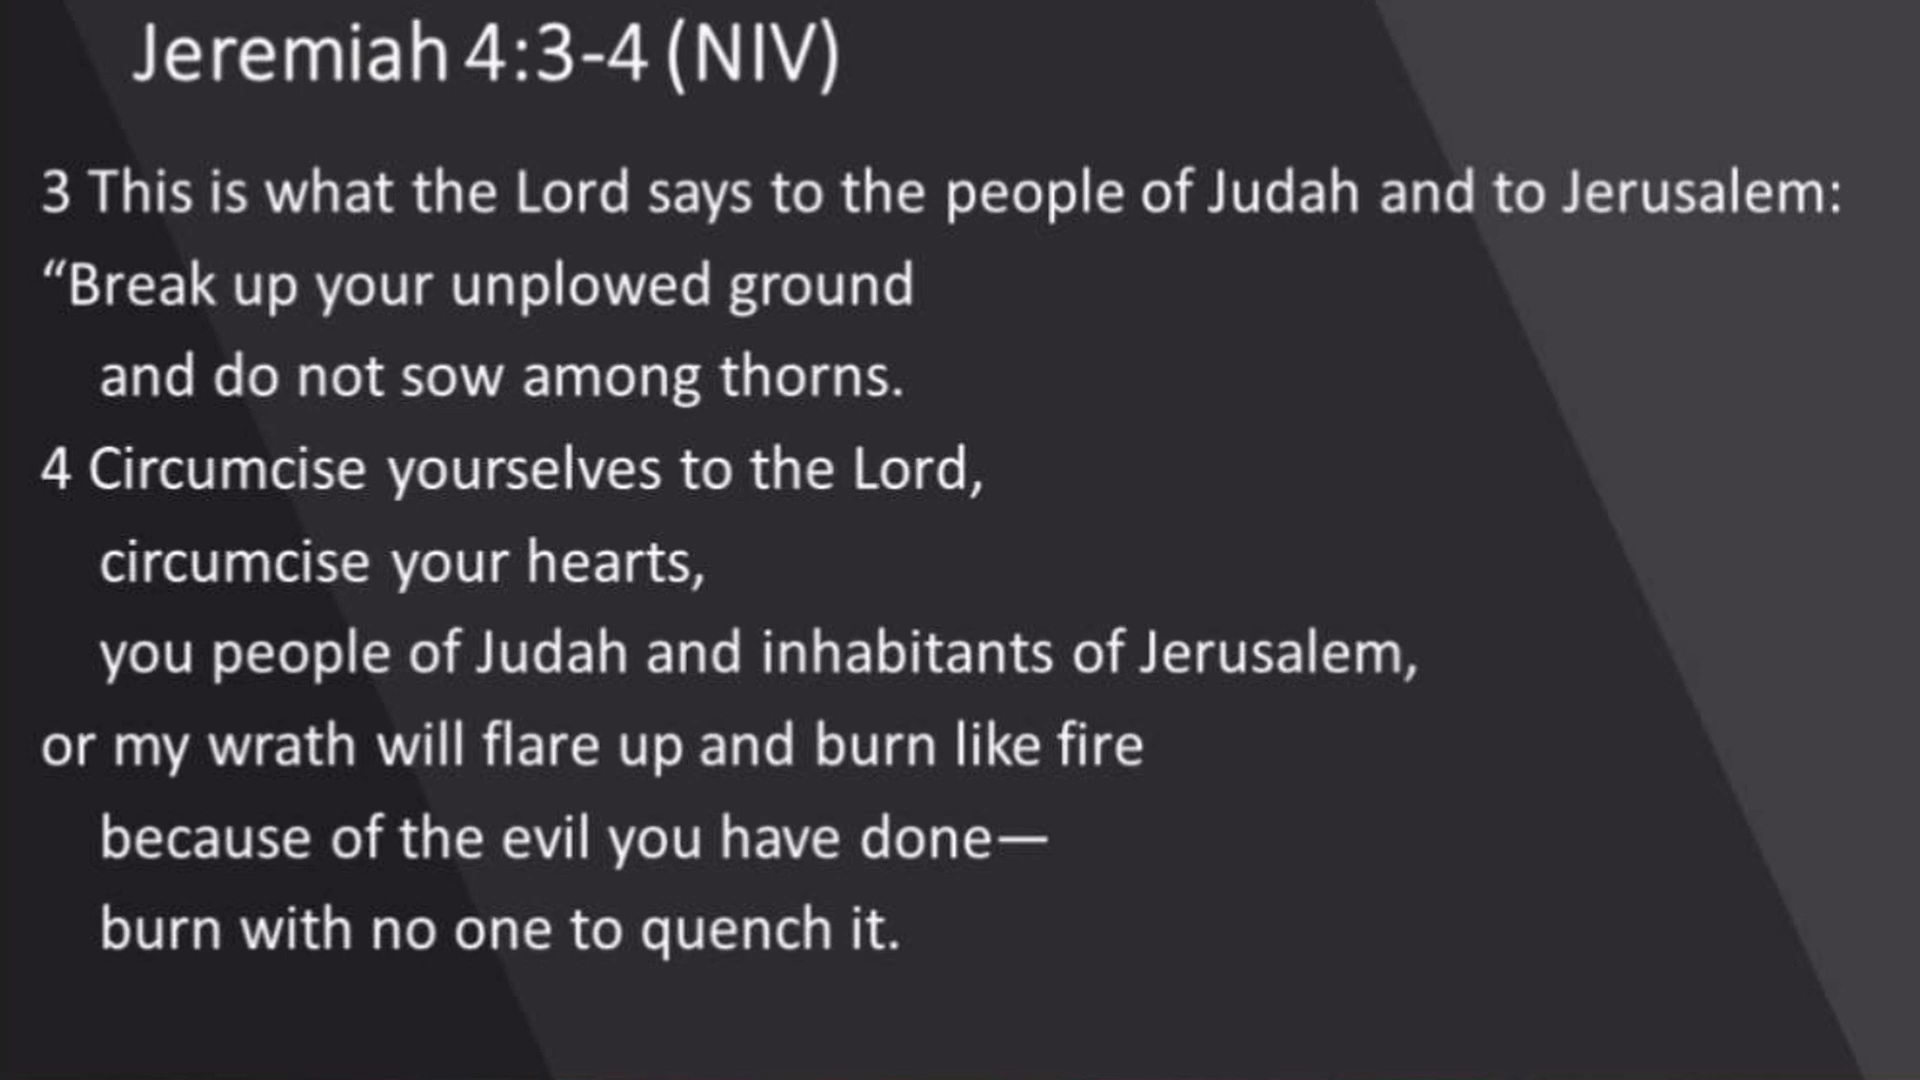 Jeremiah 4:3-4 (NIV)
3 This is what the Lord says to the people of Judah and to Jerusalem:
“Break up your unplowed ground
and do not sow among thorns.
4 Circumcise yourselves to the Lord,
circumcise your hearts,
you people of Judah and inhabitants of Jerusalem,
or my wrath will flare up and burn like fire
because of the evil you have done—
burn with no one to quench it.